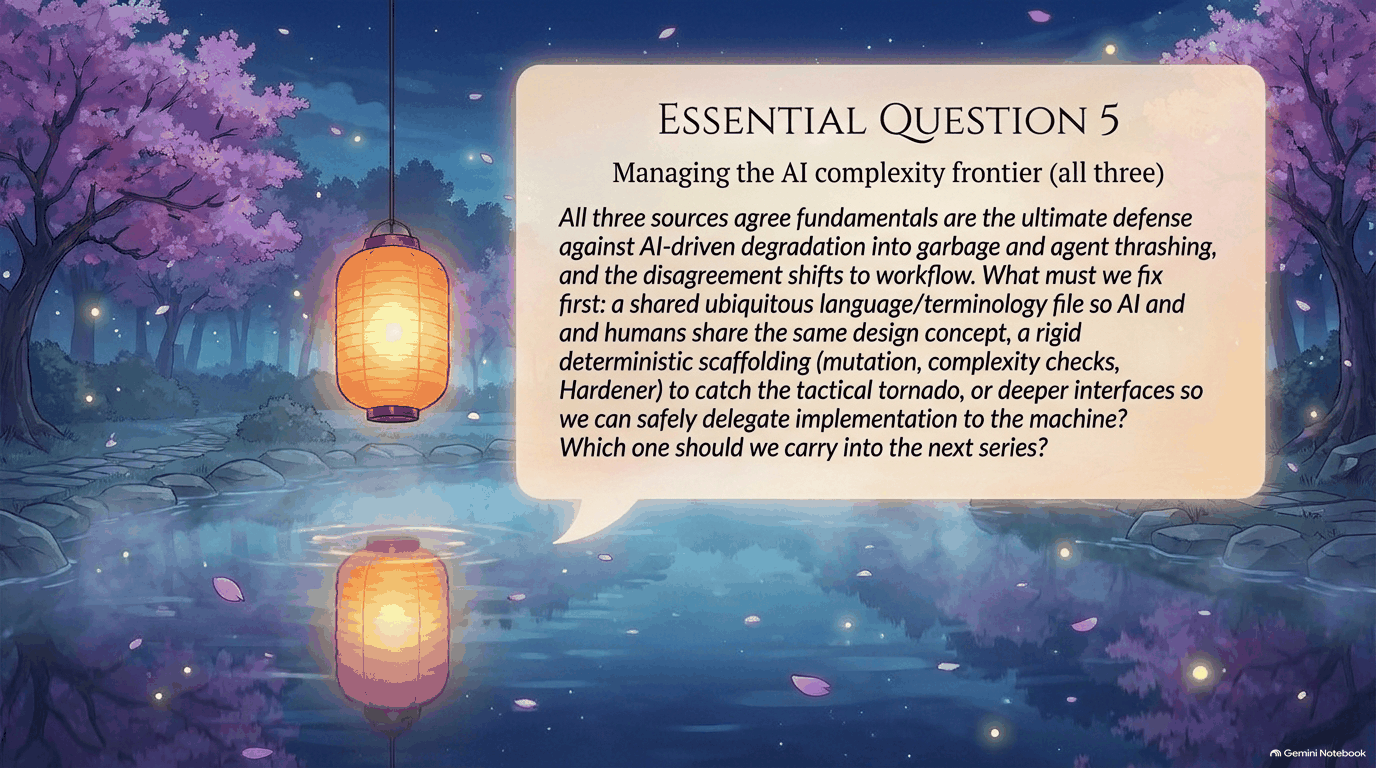 Essential Question 5
Managing the AI complexity frontier (all three)
All three sources agree fundamentals are the ultimate defense
against AI-driven degradation into garbage and agent thrashing,
and the disagreement shifts to workflow. What must we fix
first: a shared ubiquitous language/terminology file so AI and
and humans share the same design concept, a rigid
deterministic scaffolding (mutation, complexity checks,
Hardener) to catch the tactical tornado, or deeper interfaces so
we can safely delegate implementation to the machine?
Which one should we carry into the next series?
Gemini Notebook